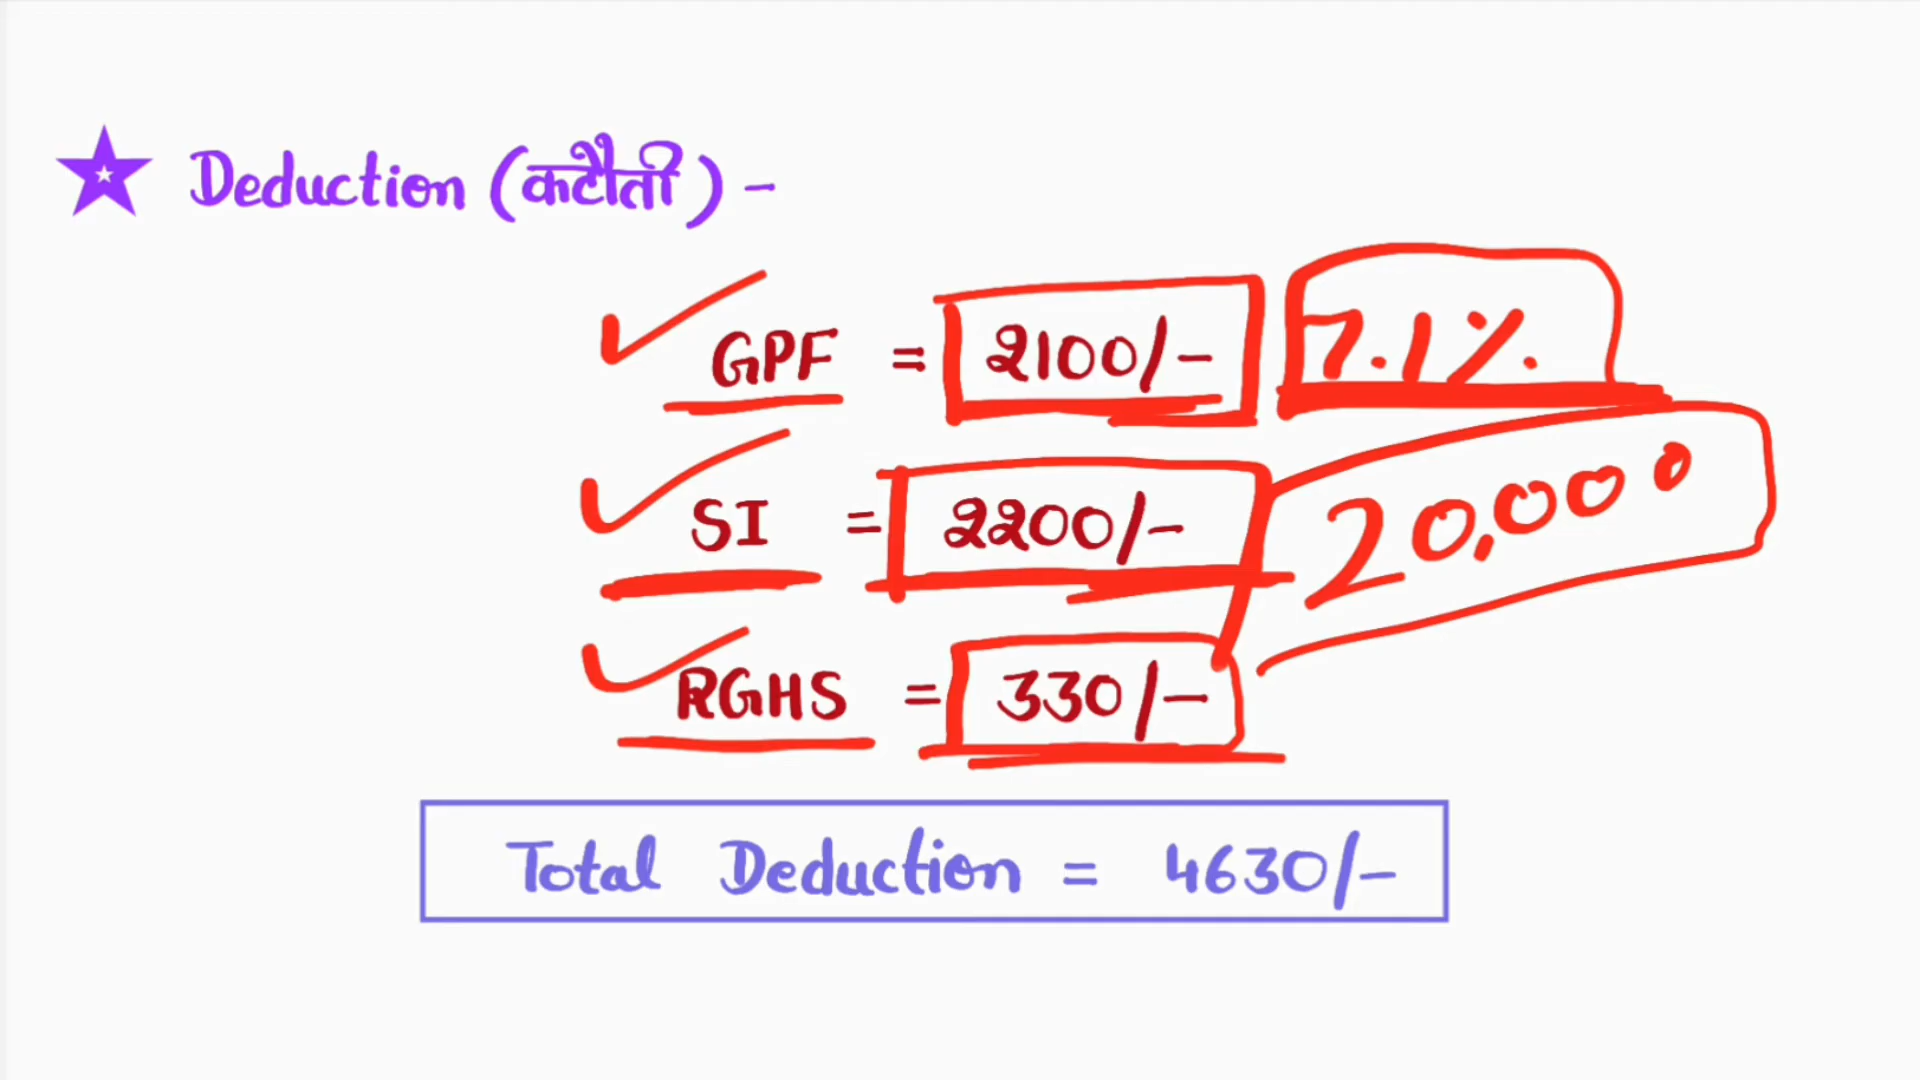 Deduction (कटौती) -
GPF = 2100/- 7.1%.
SI = 2200/- 20,000
RGHS = 330/-
Total Deduction = 4630/-